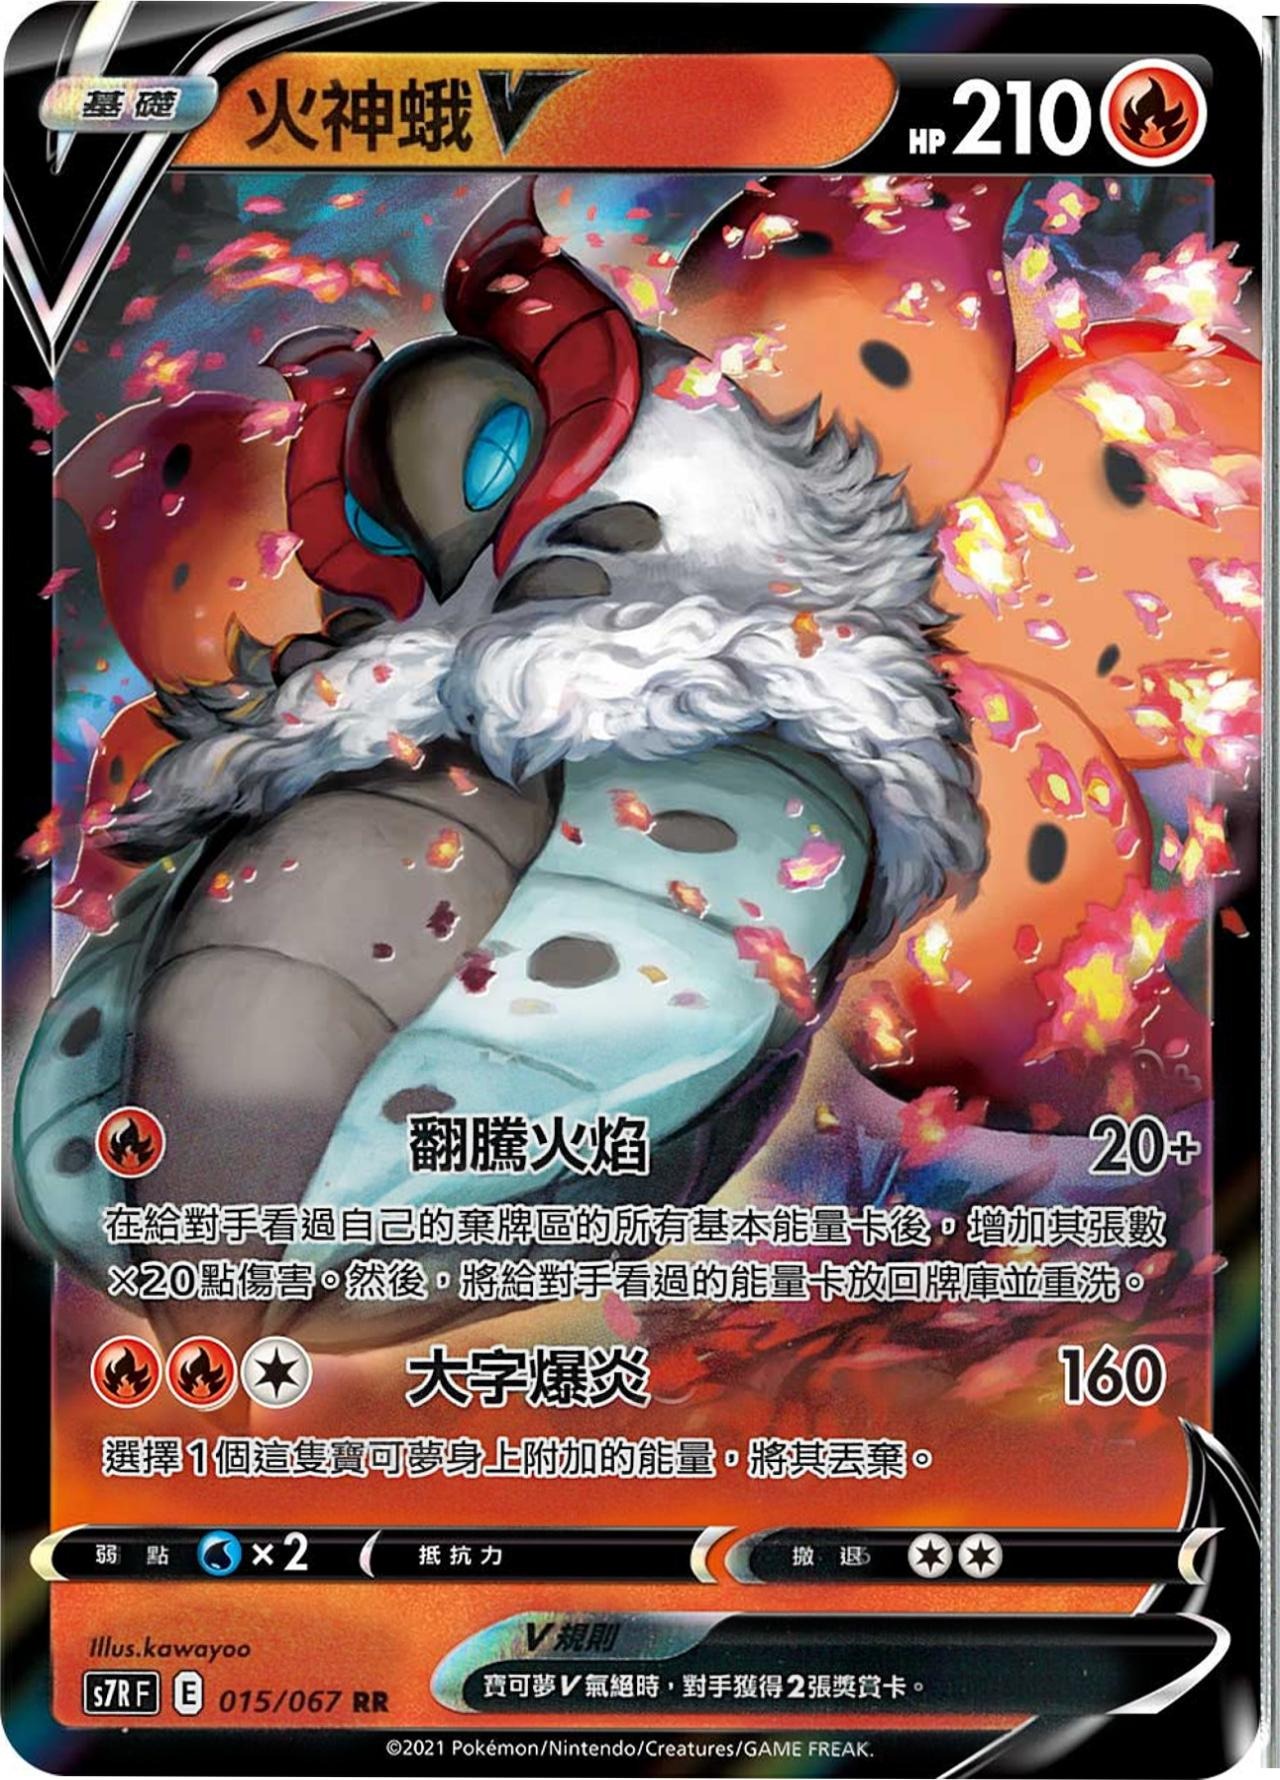 基礎
火神蛾V
HP 210
翻騰火焰 20+
在給對手看過自己的棄牌區的所有基本能量卡後，增加其張數
×20點傷害。然後，將給對手看過的能量卡放回牌庫並重洗。
大字爆炎 160
選擇1個這隻寶可夢身上附加的能量，將其丟棄。
弱點 ×2 抵抗力 撤退
Illus.kawayoo
V規則
寶可夢V氣絕時，對手獲得2張獎賞卡。
s7R F E 015/067 RR
©2021 Pokémon/Nintendo/Creatures/GAME FREAK.